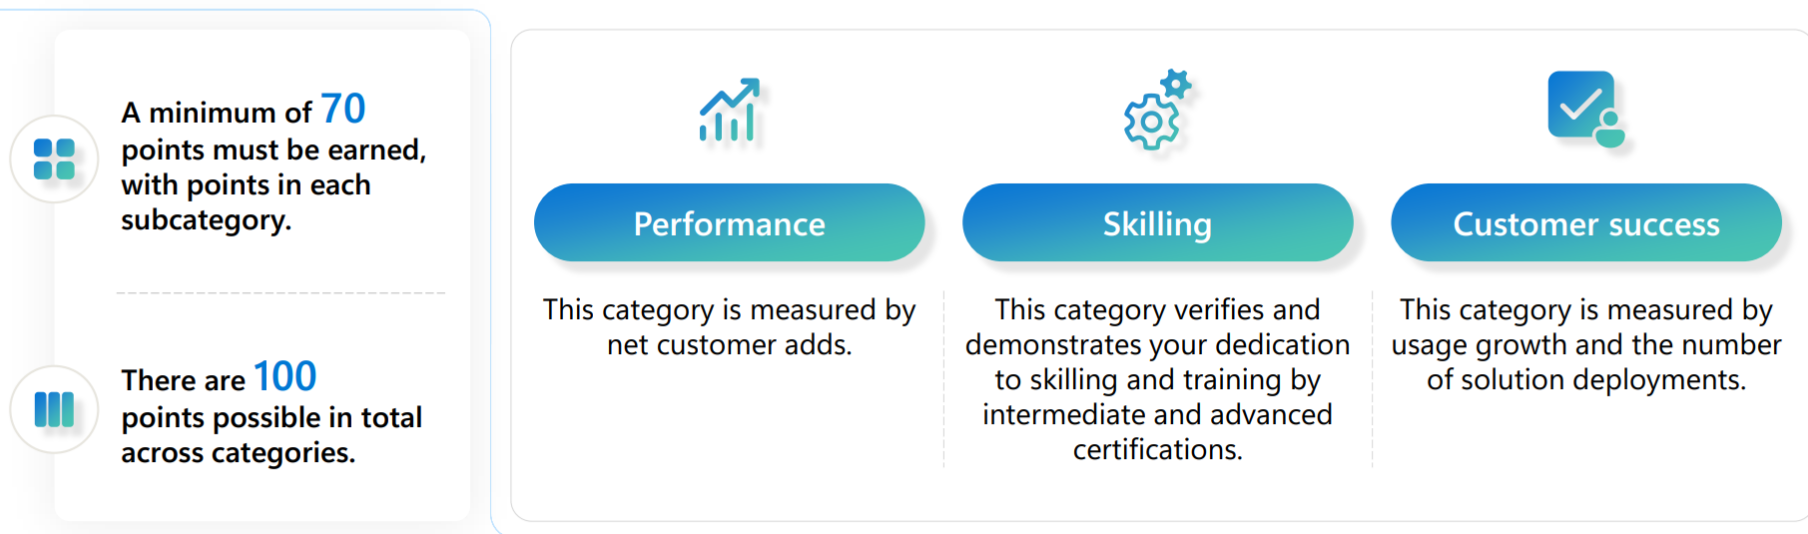 A minimum of 70
points must be earned,
with points in each
subcategory.
There are 100
points possible in total
across categories.
Performance
This category is measured by
net customer adds.
Skilling
This category verifies and
demonstrates your dedication
to skilling and training by
intermediate and advanced
certifications.
Customer success
This category is measured by
usage growth and the number
of solution deployments.